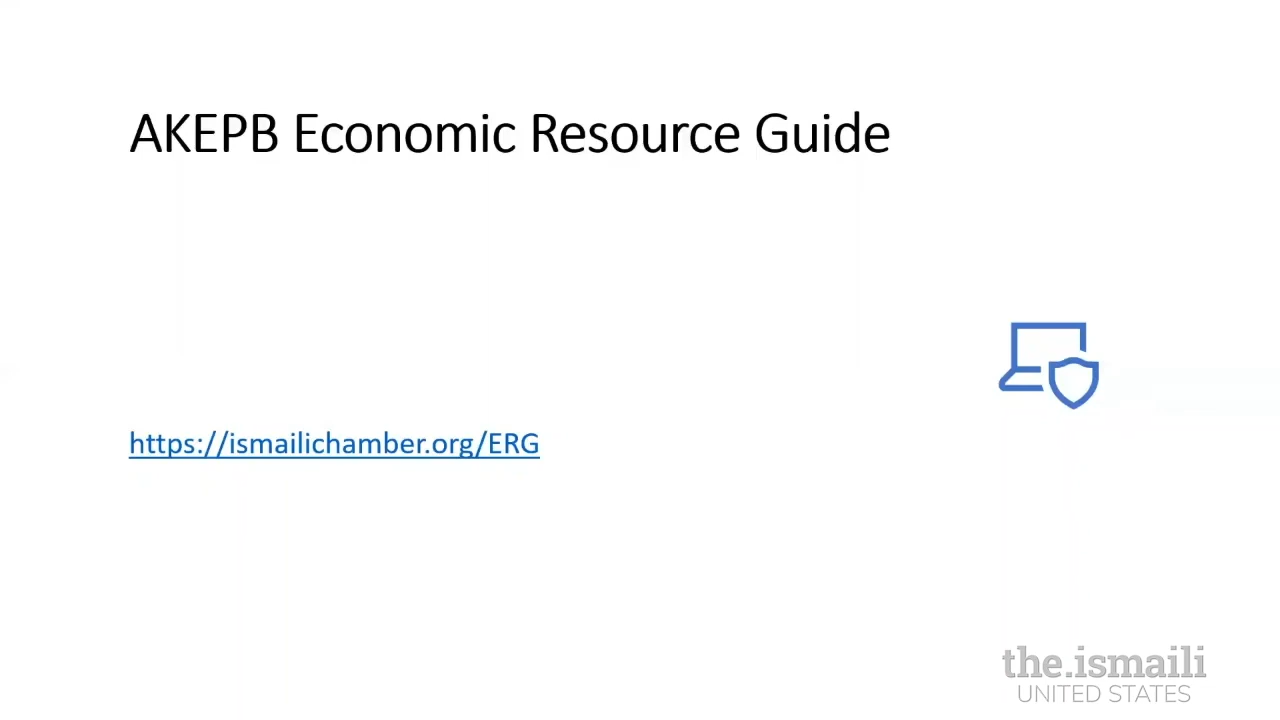 AKEPB Economic Resource Guide
https://ismailichamber.org/ERG
the.ismaili
UNITED STATES